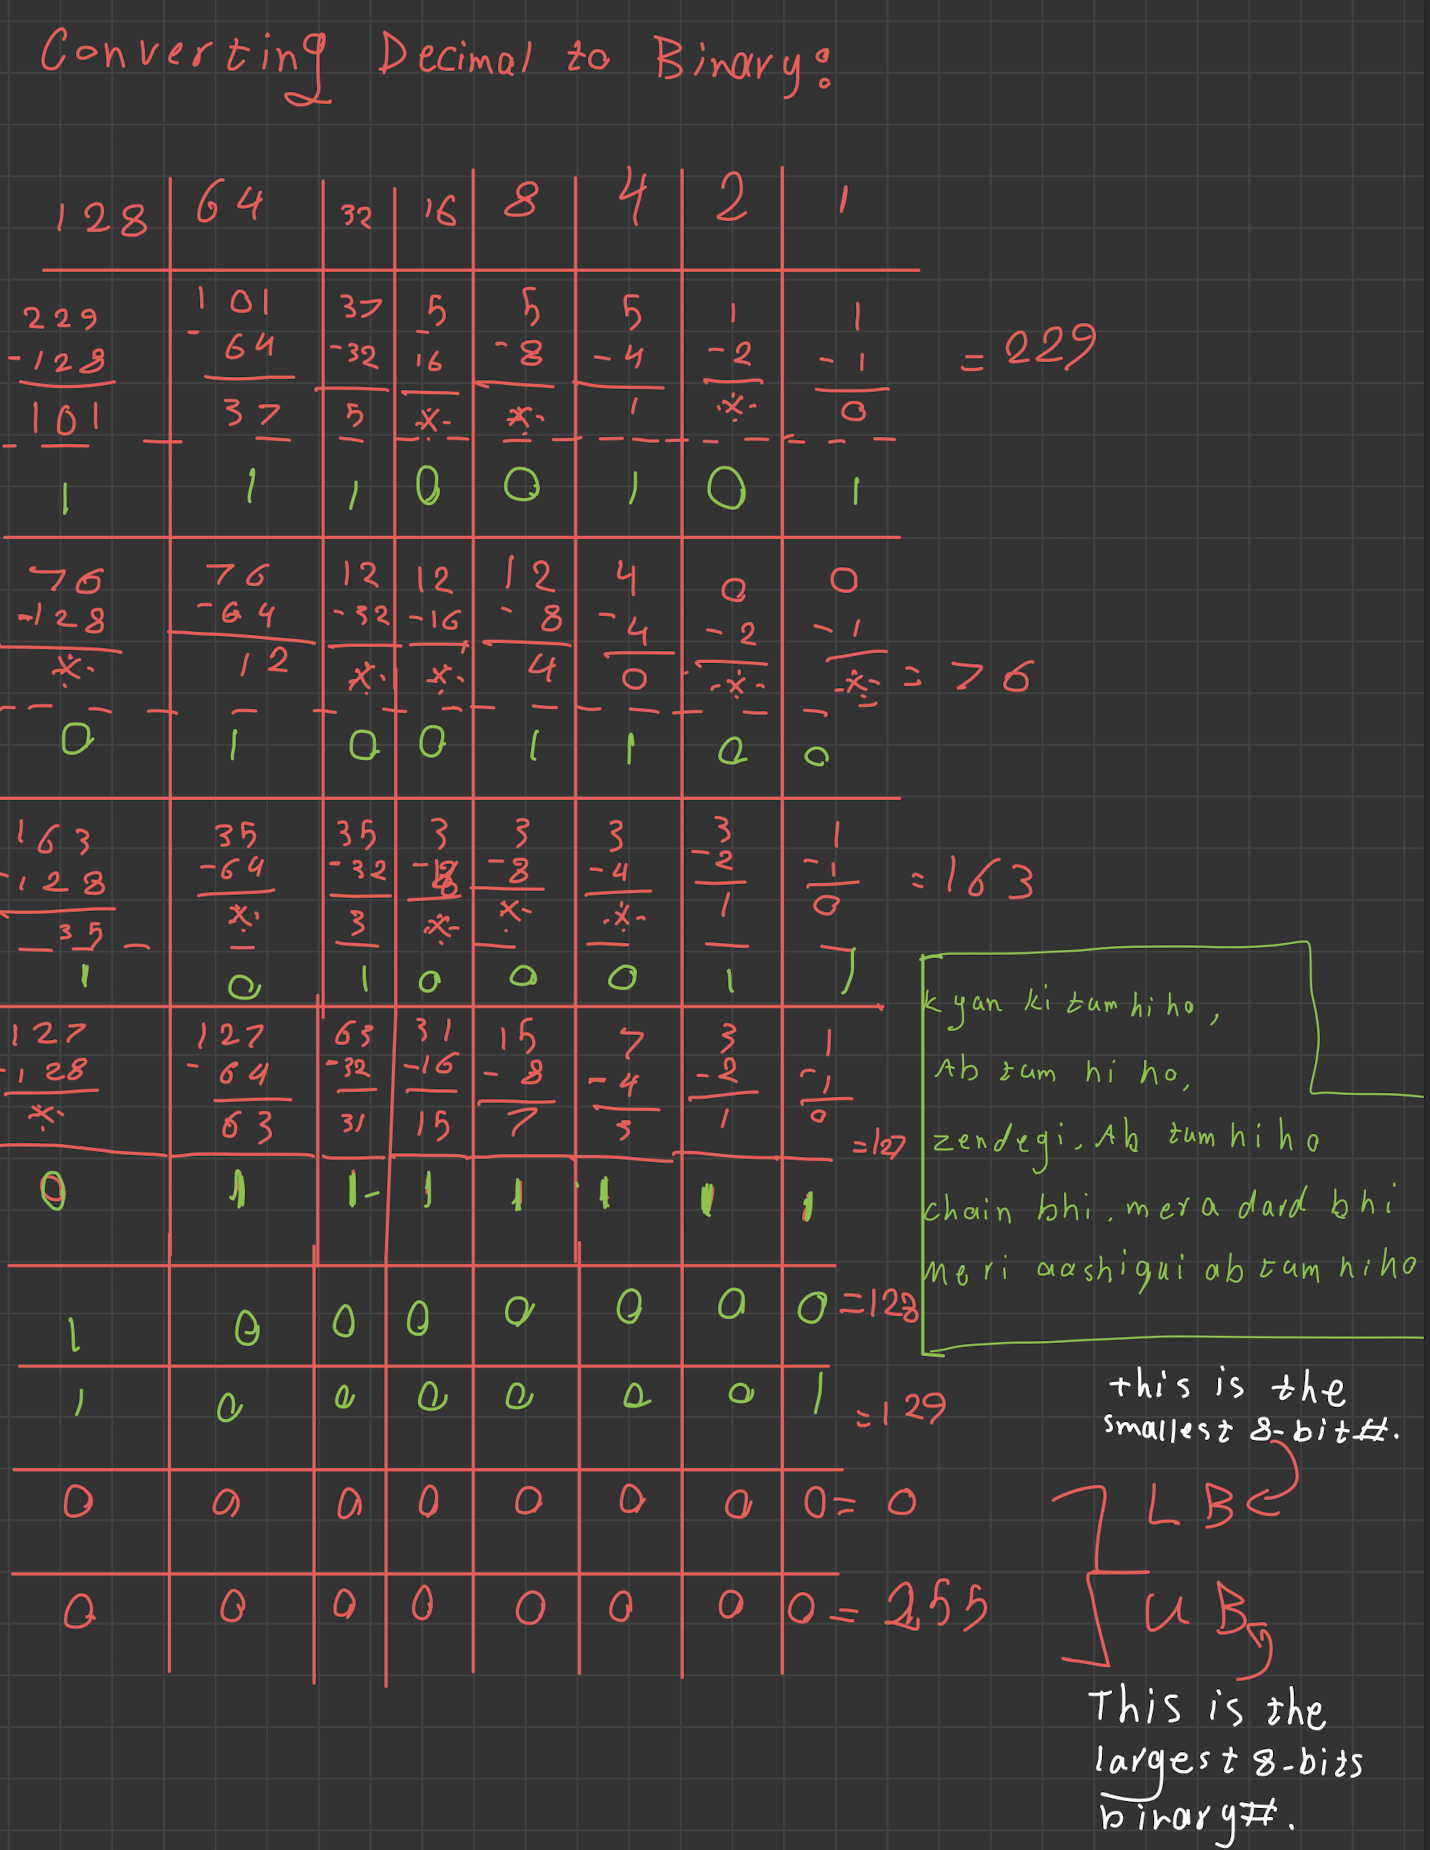 Converting Decimal to Binary:
128 64 32 16 8 4 2 1
229 101 37 5 5 5 1 1
-128 -64 -32 -16 -8 -4 -2 -1 = 229
101 37 5 x x 1 x 0
1 1 1 0 0 1 0 1
76 76 12 12 12 4 0 0
-128 -64 -32 -16 -8 -4 -2 -1
x 12 x x 4 0 x x = 76
0 1 0 0 1 1 0 0
163 35 35 3 3 3 3 1
-128 -64 -32 -16 -8 -4 -2 -1 = 163
35 x 3 x x x 1 0
1 0 1 0 0 0 1 1
127 127 63 31 15 7 3 1
-128 -64 -32 -16 -8 -4 -2 -1
x 63 31 15 7 3 1 0 =127
0 1 1 1 1 1 1 1
1 0 0 0 0 0 0 0 =128
1 0 0 0 0 0 0 1 =129
0 0 0 0 0 0 0 0 = 0
0 0 0 0 0 0 0 0 = 255
kyan ki tum hi ho,
Ab tum hi ho,
zendegi, Ab tum hi ho
chain bhi, mera dard bhi
meri aashiqui ab tum hi ho
this is the
smallest 8-bit#.
LB
UB
This is the
largest 8-bits
binary#.